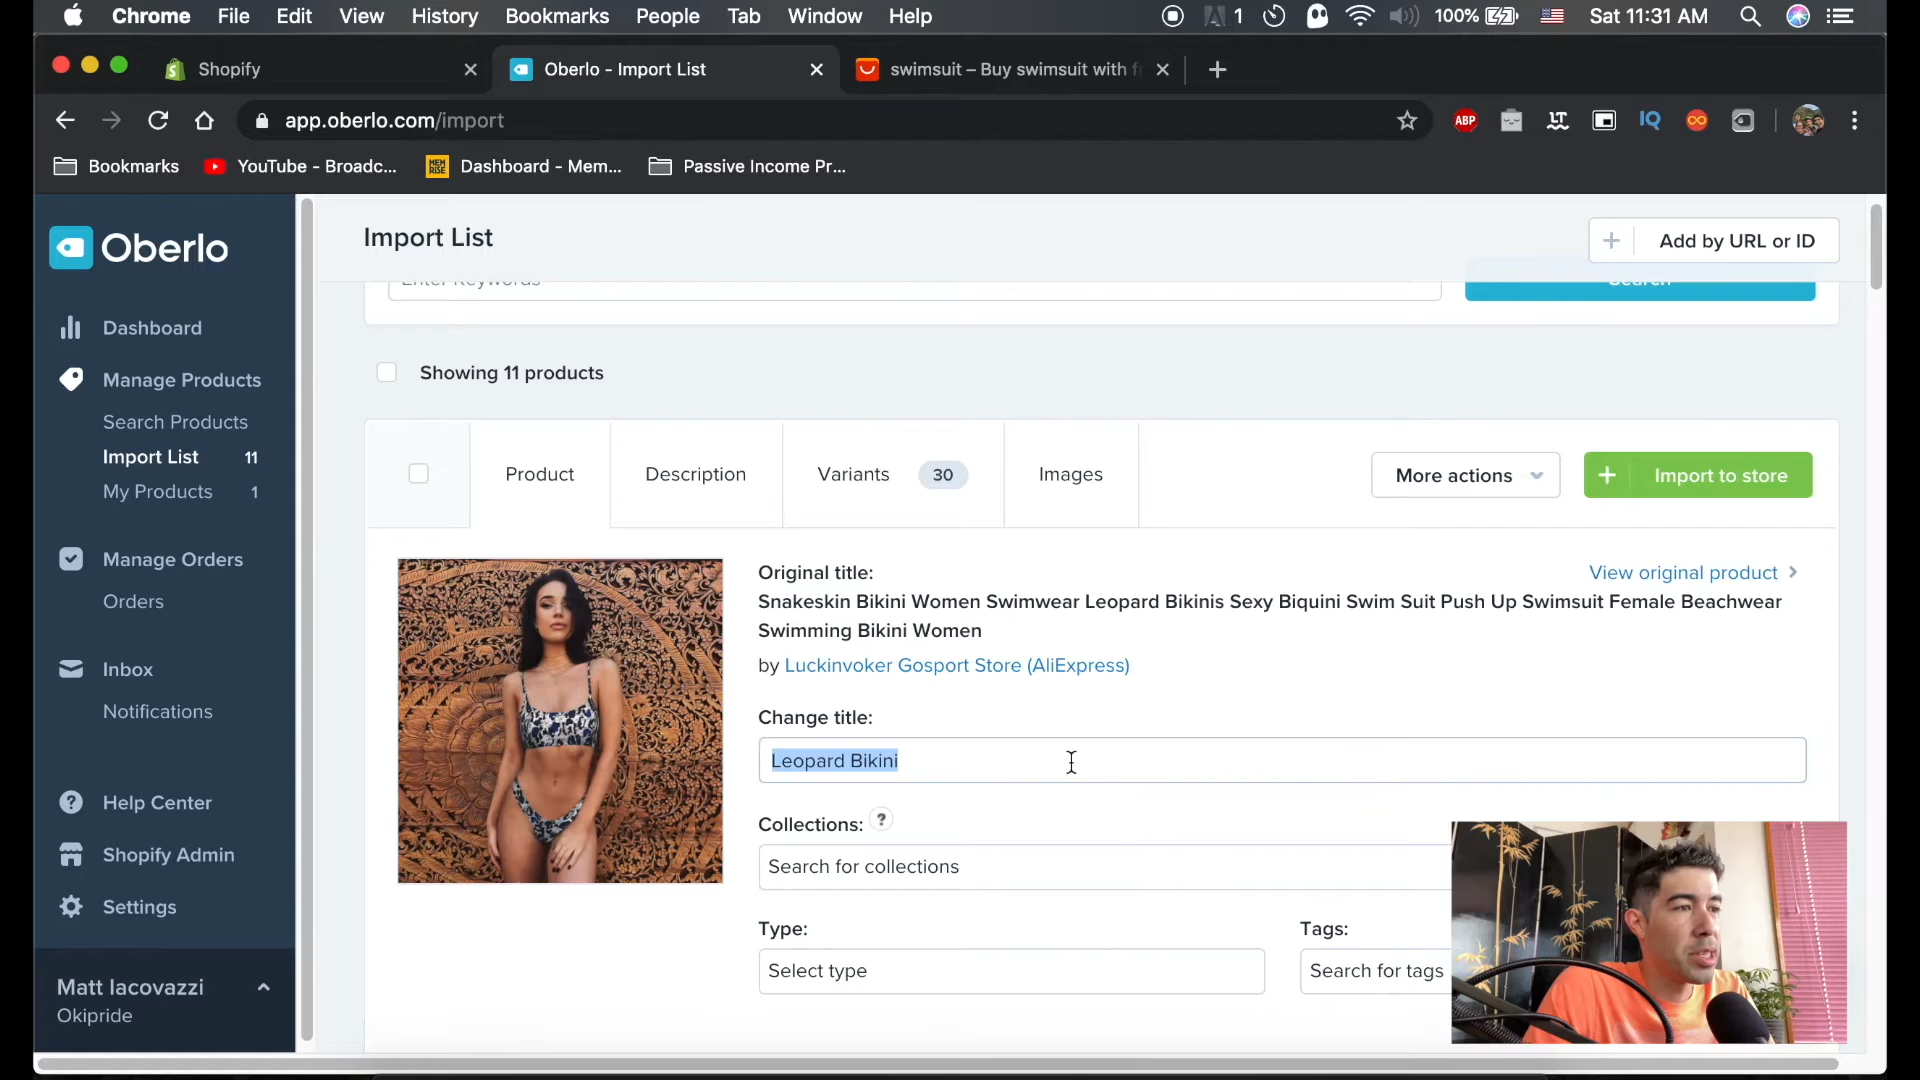 Chrome File Edit View History Bookmarks People Tab Window Help 1 100% Sat 11:31 AM
Shopify Oberlo - Import List swimsuit – Buy swimsuit with f
app.oberlo.com/import ABP IQ
Bookmarks YouTube - Broadc... Dashboard - Mem... Passive Income Pr...
Oberlo
Import List
Add by URL or ID
Enter Keywords
Search
Dashboard
Manage Products
Search Products
Import List 11
My Products 1
Manage Orders
Orders
Inbox
Notifications
Help Center
Shopify Admin
Settings
Matt Iacovazzi
Okipride
Showing 11 products
Product Description Variants 30 Images More actions + Import to store
Original title: View original product
Snakeskin Bikini Women Swimwear Leopard Bikinis Sexy Biquini Swim Suit Push Up Swimsuit Female Beachwear
Swimming Bikini Women
by Luckinvoker Gosport Store (AliExpress)
Change title:
Leopard Bikini
Collections: ?
Search for collections
Type: Tags:
Select type Search for tags